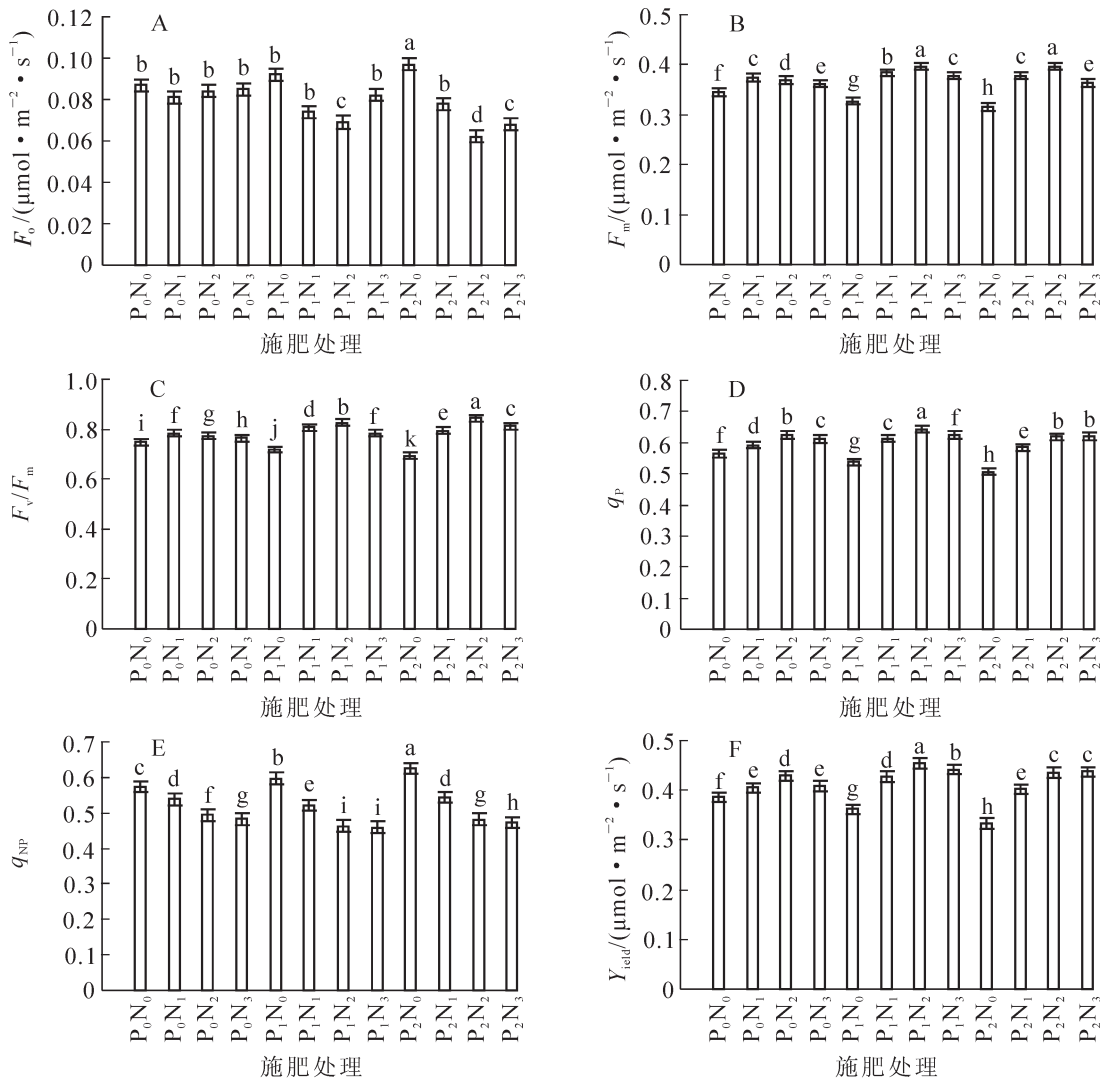 A
F₀/(μmol·m⁻²·s⁻¹)
0.12
0.10
0.08
0.06
0.04
0.02
0
b b b b b b c b a b d c
P₀N₀ P₀N₁ P₀N₂ P₀N₃ P₁N₀ P₁N₁ P₁N₂ P₁N₃ P₂N₀ P₂N₁ P₂N₂ P₂N₃
施肥处理
B
Fₘ/(μmol·m⁻²·s⁻¹)
0.5
0.4
0.3
0.2
0.1
0
f c d e g b a c h c a e
P₀N₀ P₀N₁ P₀N₂ P₀N₃ P₁N₀ P₁N₁ P₁N₂ P₁N₃ P₂N₀ P₂N₁ P₂N₂ P₂N₃
施肥处理
C
Fᵥ/Fₘ
1.0
0.8
0.6
0.4
0.2
0
i f g h j d b f k e a c
P₀N₀ P₀N₁ P₀N₂ P₀N₃ P₁N₀ P₁N₁ P₁N₂ P₁N₃ P₂N₀ P₂N₁ P₂N₂ P₂N₃
施肥处理
D
qP
0.8
0.7
0.6
0.5
0.4
0.3
0.2
0.1
0
f d b c g c a f h e b b
P₀N₀ P₀N₁ P₀N₂ P₀N₃ P₁N₀ P₁N₁ P₁N₂ P₁N₃ P₂N₀ P₂N₁ P₂N₂ P₂N₃
施肥处理
E
qNP
0.7
0.6
0.5
0.4
0.3
0.2
0.1
0
c d f g b e i i a d g h
P₀N₀ P₀N₁ P₀N₂ P₀N₃ P₁N₀ P₁N₁ P₁N₂ P₁N₃ P₂N₀ P₂N₁ P₂N₂ P₂N₃
施肥处理
F
Yield/(μmol·m⁻²·s⁻¹)
0.5
0.4
0.3
0.2
0.1
0
f e d e g d a b h e c c
P₀N₀ P₀N₁ P₀N₂ P₀N₃ P₁N₀ P₁N₁ P₁N₂ P₁N₃ P₂N₀ P₂N₁ P₂N₂ P₂N₃
施肥处理